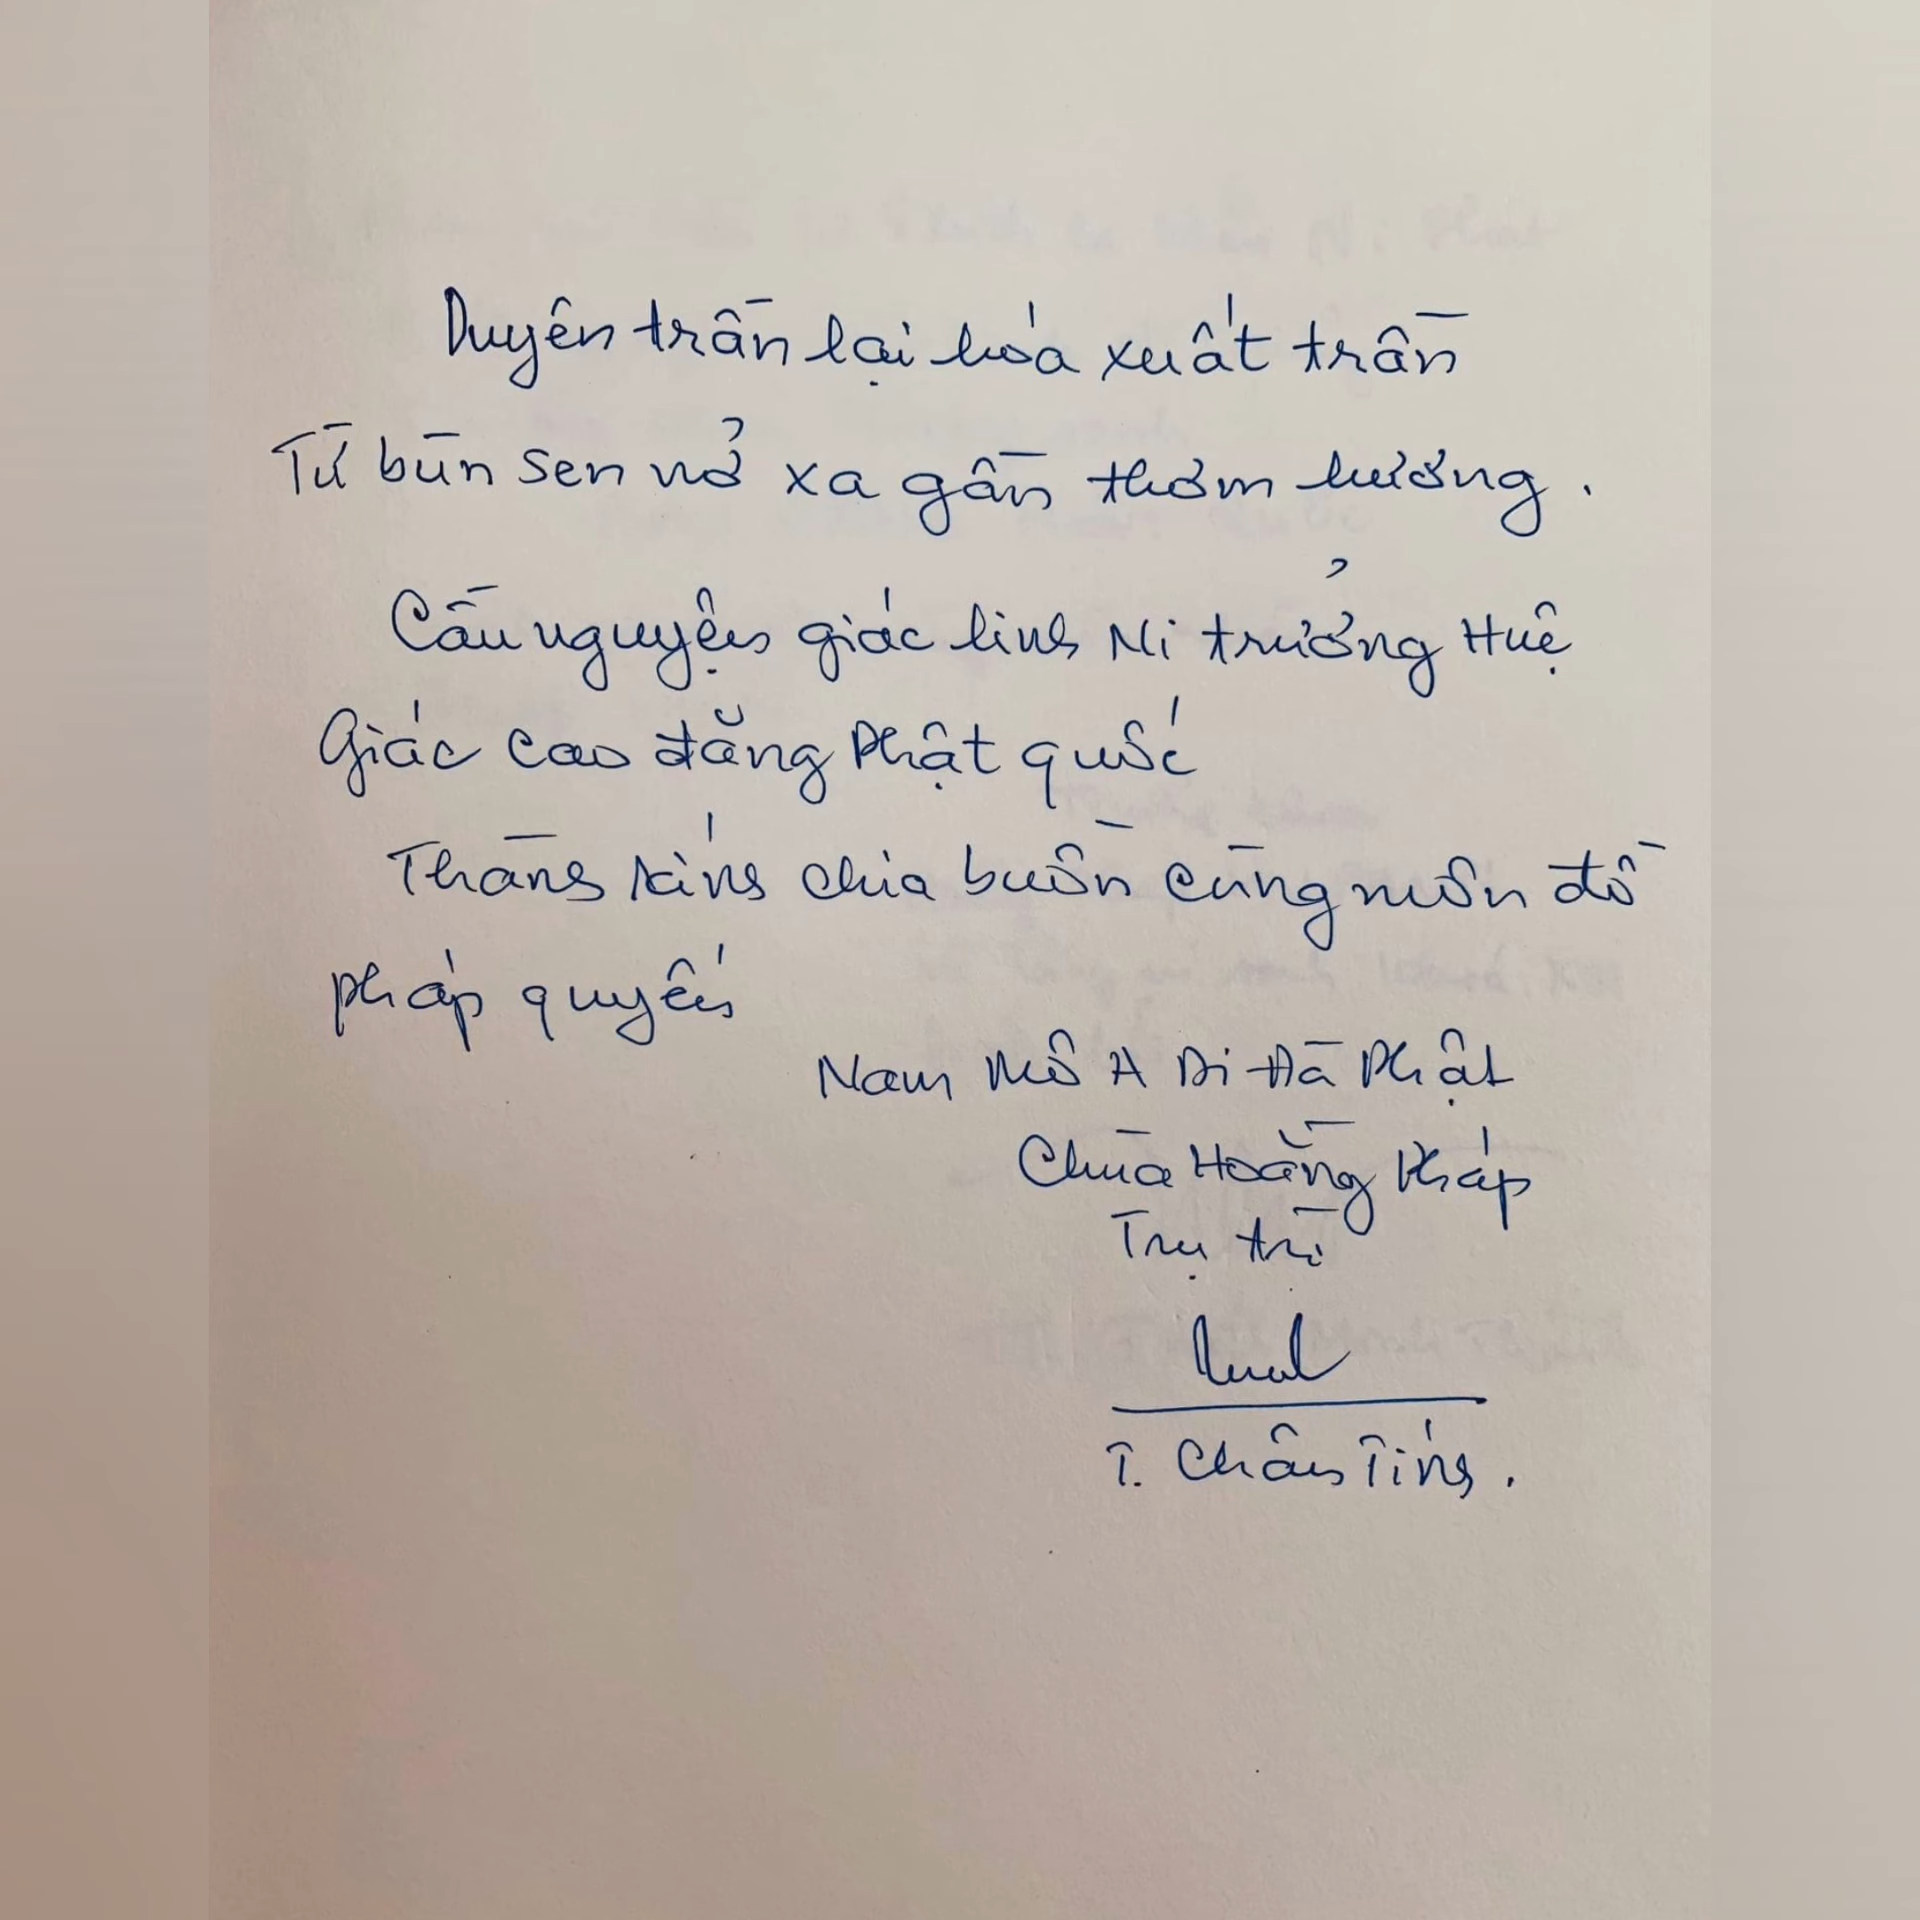 Duyên trần lại hóa xuất trần
Từ bùn sen nở xa gần thơm hương.
Cầu nguyện giác linh Ni trưởng Huệ
Giác cao đăng Phật quốc
Thành kính chia buồn cùng môn đồ
pháp quyến
Nam mô A Di Đà Phật
Chùa Hoằng Pháp
Trụ trì
T. Chân Tính.